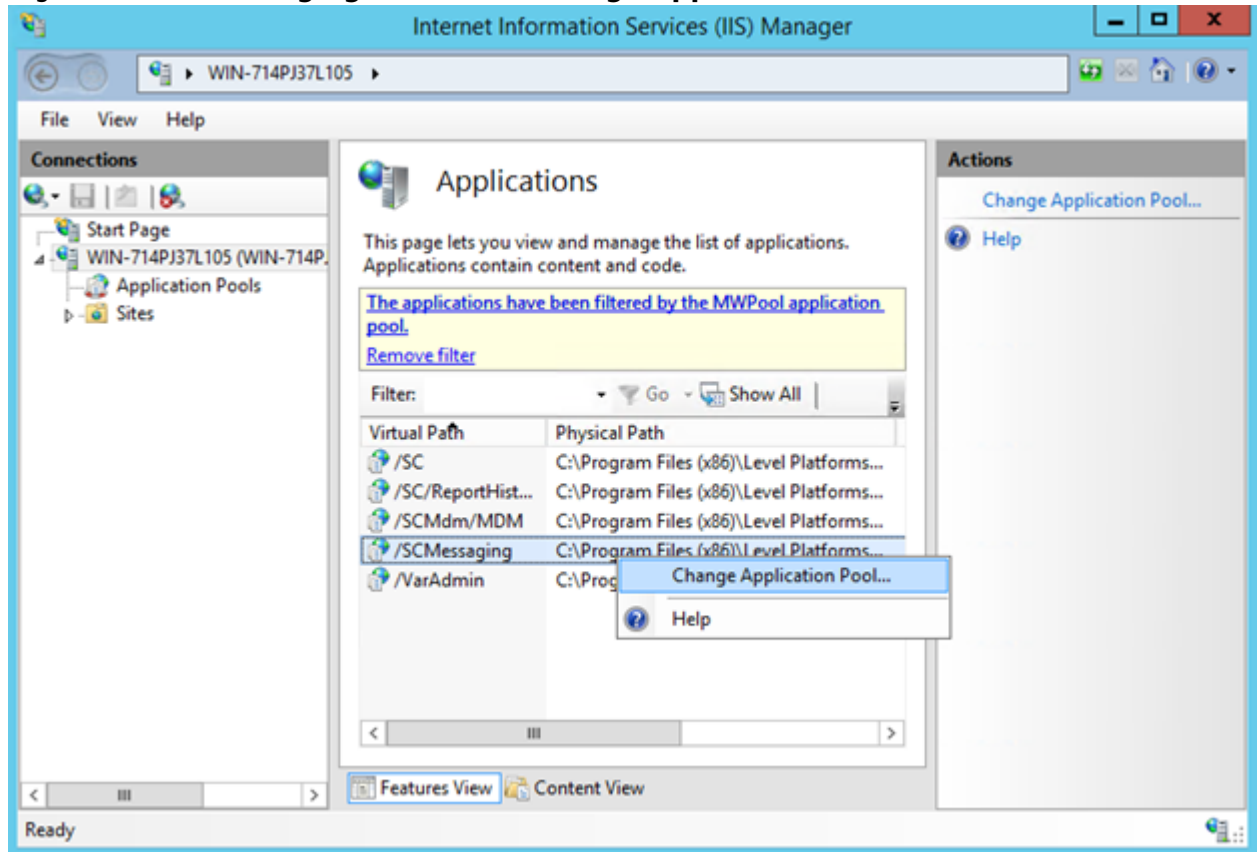 Internet Information Services (IIS) Manager
WIN-714PJ37L105
File View Help
Connections
Start Page
WIN-714PJ37L105 (WIN-714P.
Application Pools
Sites
Applications
This page lets you view and manage the list of applications.
Applications contain content and code.
The applications have been filtered by the MWPool application
pool.
Remove filter
Filter: Go Show All
Virtual Path Physical Path
/SC C:\Program Files (x86)\Level Platforms...
/SC/ReportHist... C:\Program Files (x86)\Level Platforms...
/SCMdm/MDM C:\Program Files (x86)\Level Platforms...
/SCMessaging C:\Program Files (x86)\Level Platforms...
/VarAdmin C:\Prog
Change Application Pool...
Help
Features View Content View
Actions
Change Application Pool...
Help
Ready